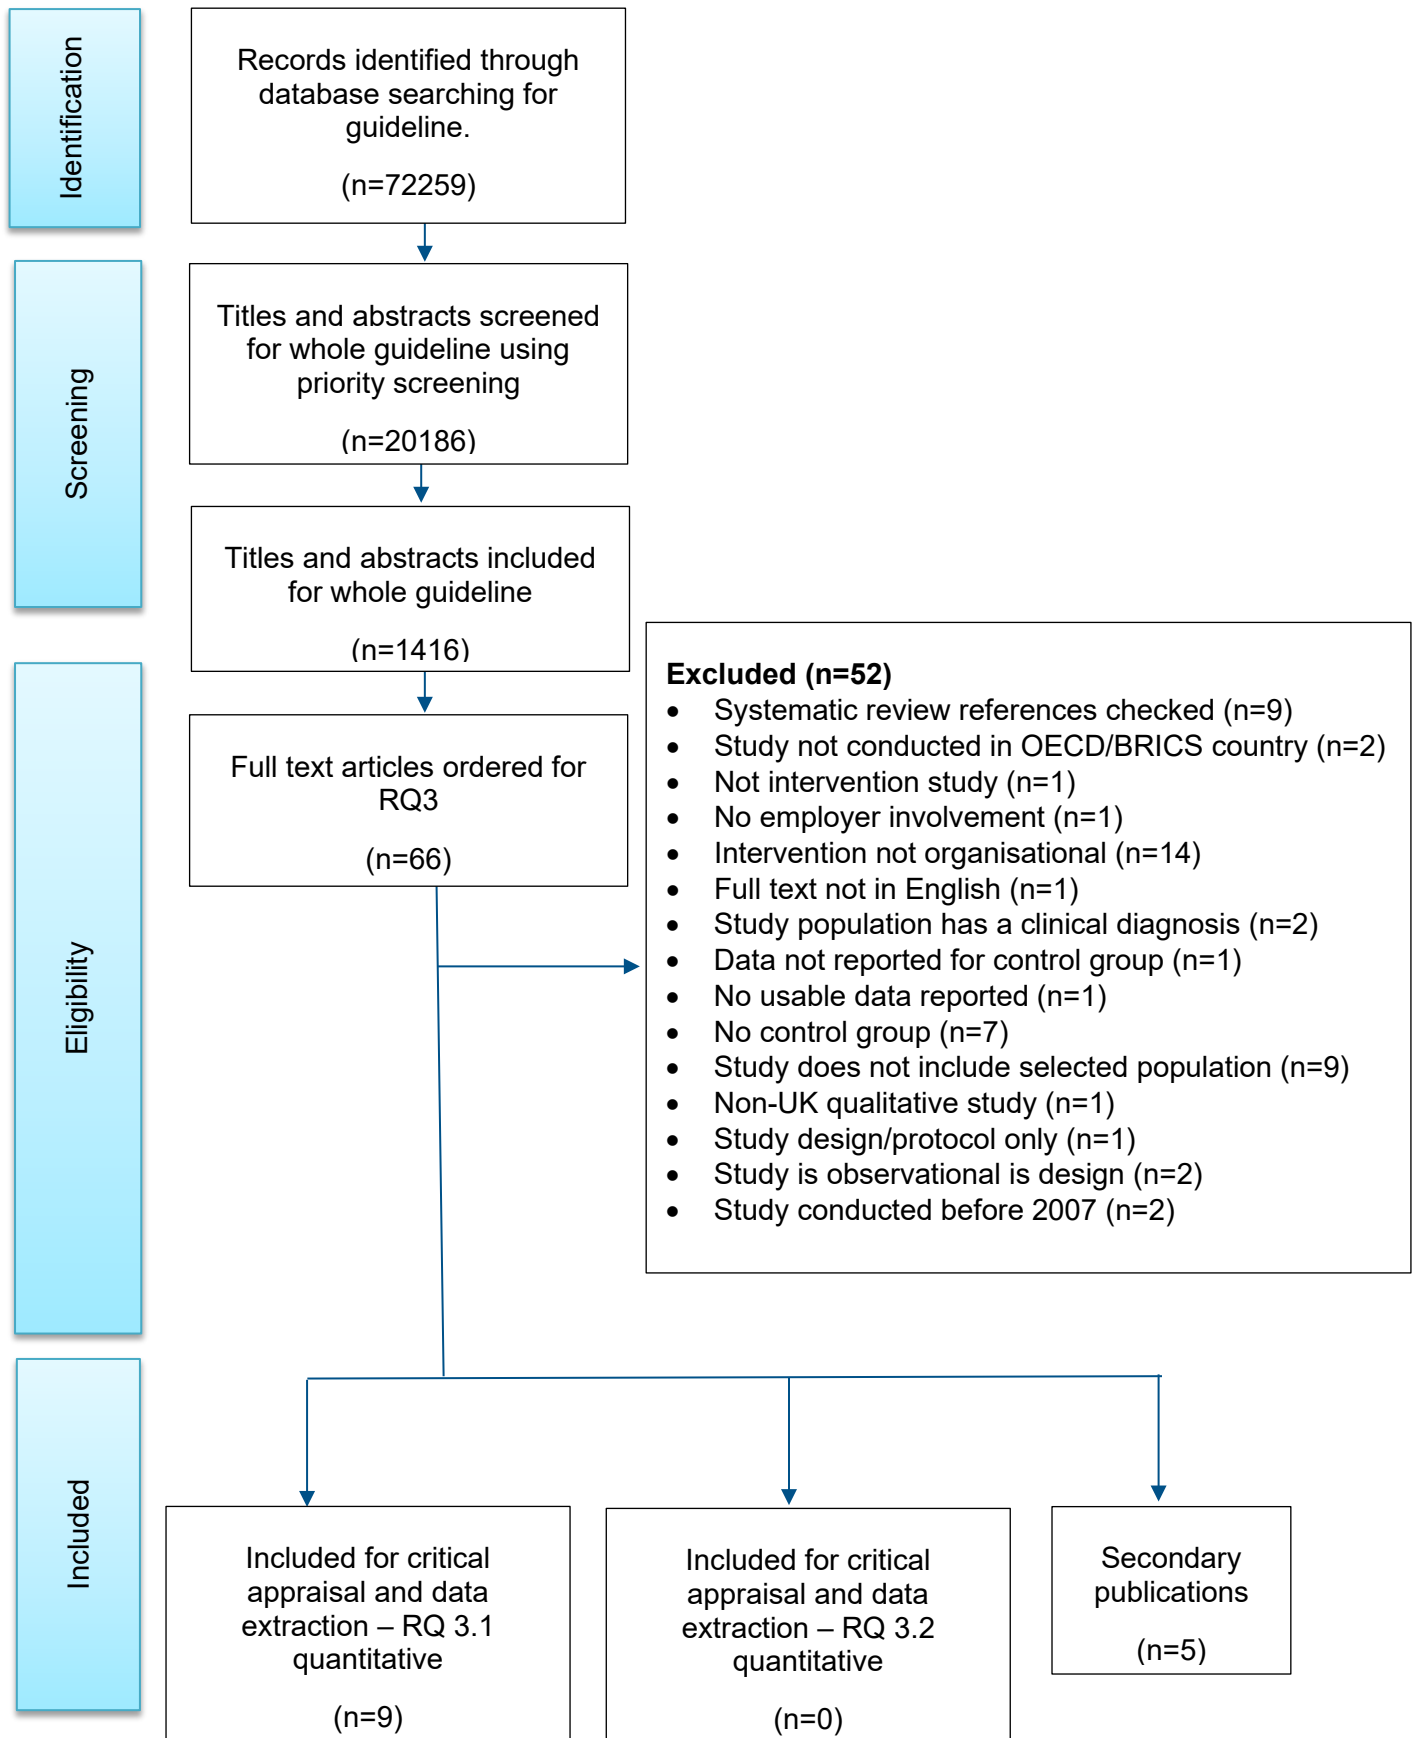 Identification
Records identified through
database searching for
guideline.
(n=72259)
Screening
Titles and abstracts screened
for whole guideline using
priority screening
(n=20186)
Titles and abstracts included
for whole guideline
(n=1416)
Eligibility
Full text articles ordered for
RQ3
(n=66)
Excluded (n=52)
• Systematic review references checked (n=9)
• Study not conducted in OECD/BRICS country (n=2)
• Not intervention study (n=1)
• No employer involvement (n=1)
• Intervention not organisational (n=14)
• Full text not in English (n=1)
• Study population has a clinical diagnosis (n=2)
• Data not reported for control group (n=1)
• No usable data reported (n=1)
• No control group (n=7)
• Study does not include selected population (n=9)
• Non-UK qualitative study (n=1)
• Study design/protocol only (n=1)
• Study is observational is design (n=2)
• Study conducted before 2007 (n=2)
Included
Included for critical
appraisal and data
extraction – RQ 3.1
quantitative
(n=9)
Included for critical
appraisal and data
extraction – RQ 3.2
quantitative
(n=0)
Secondary
publications
(n=5)